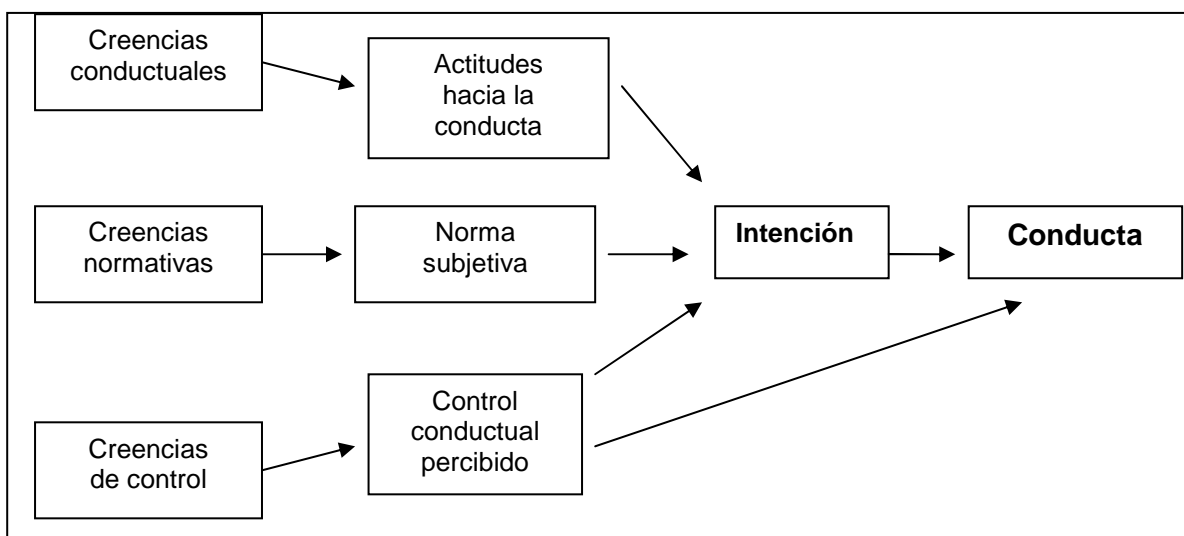 Creencias
conductuales
Actitudes
hacia la
conducta
Creencias
normativas
Norma
subjetiva
Intención
Conducta
Creencias
de control
Control
conductual
percibido